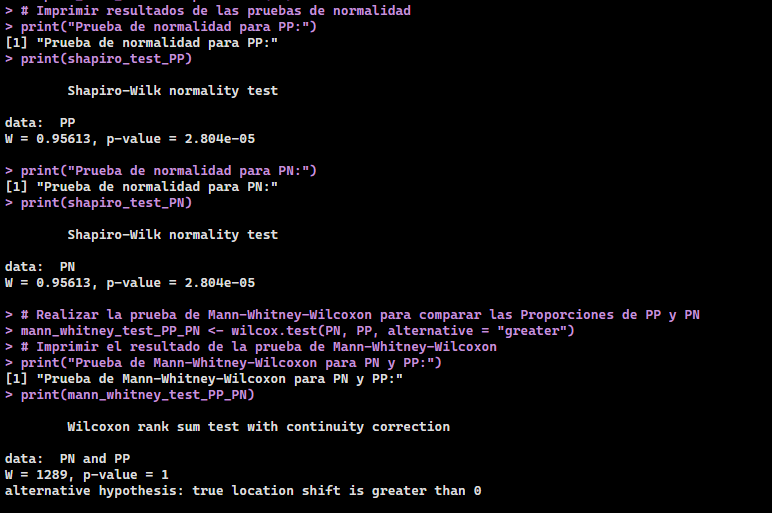 > # Imprimir resultados de las pruebas de normalidad
> print("Prueba de normalidad para PP:")
[1] "Prueba de normalidad para PP:"
> print(shapiro_test_PP)
Shapiro-Wilk normality test
data:  PP
W = 0.95613, p-value = 2.804e-05
> print("Prueba de normalidad para PN:")
[1] "Prueba de normalidad para PN:"
> print(shapiro_test_PN)
Shapiro-Wilk normality test
data:  PN
W = 0.95613, p-value = 2.804e-05
> # Realizar la prueba de Mann-Whitney-Wilcoxon para comparar las Proporciones de PP y PN
> mann_whitney_test_PP_PN <- wilcox.test(PN, PP, alternative = "greater")
> # Imprimir el resultado de la prueba de Mann-Whitney-Wilcoxon
> print("Prueba de Mann-Whitney-Wilcoxon para PN y PP:")
[1] "Prueba de Mann-Whitney-Wilcoxon para PN y PP:"
> print(mann_whitney_test_PP_PN)
Wilcoxon rank sum test with continuity correction
data:  PN and PP
W = 1289, p-value = 1
alternative hypothesis: true location shift is greater than 0